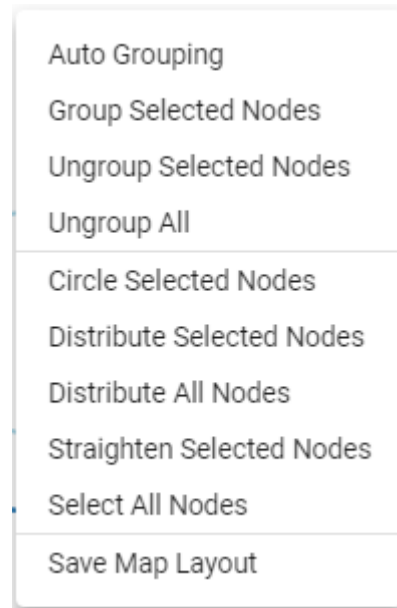 Auto Grouping
Group Selected Nodes
Ungroup Selected Nodes
Ungroup All
Circle Selected Nodes
Distribute Selected Nodes
Distribute All Nodes
Straighten Selected Nodes
Select All Nodes
Save Map Layout